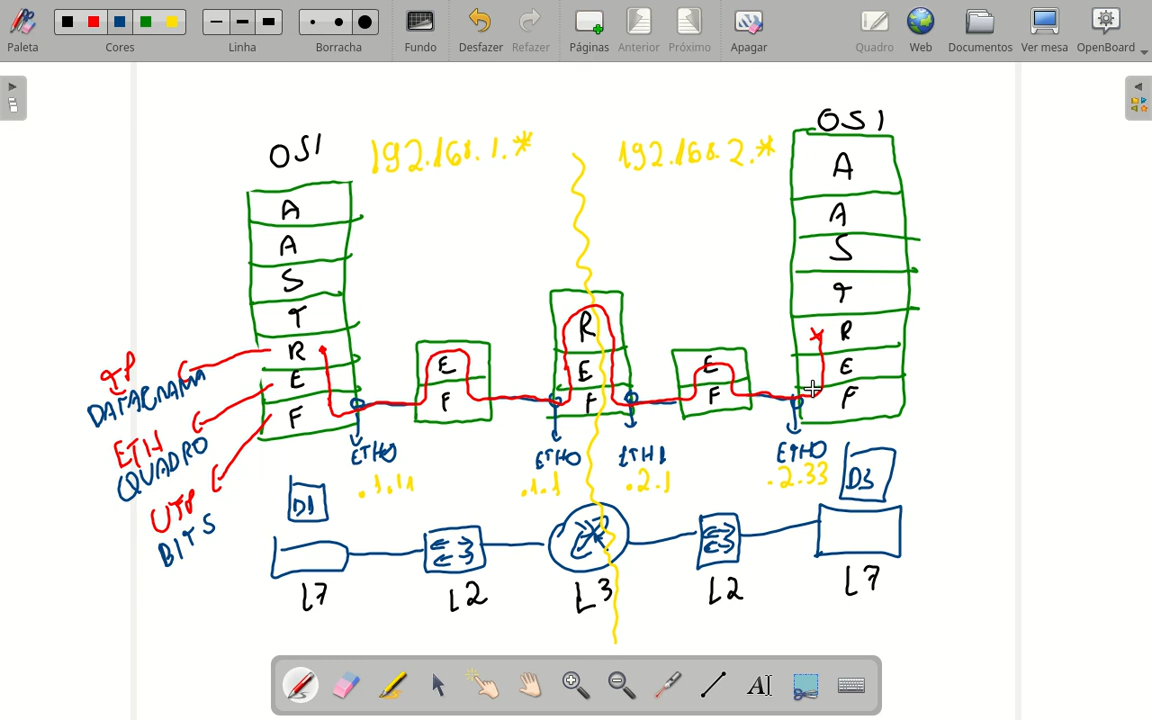 Paleta
Cores
Linha
Borracha
Fundo
Desfazer
Refazer
Páginas
Anterior
Próximo
Apagar
Quadro
Web
Documentos
Ver mesa
OpenBoard
OSI
192.168.1.*
192.168.2.*
OSI
A
A
S
T
R
E
F
E
F
R
E
F
E
F
A
A
S
T
R
E
F
IP
DATAGRAMA
ETH
QUADRO
UTP
BITS
ETH0
.1.11
ETH0
.1.1
ETH1
.2.1
ETH0
.2.33
D1
D3
L7
L2
L3
L2
L7
AI